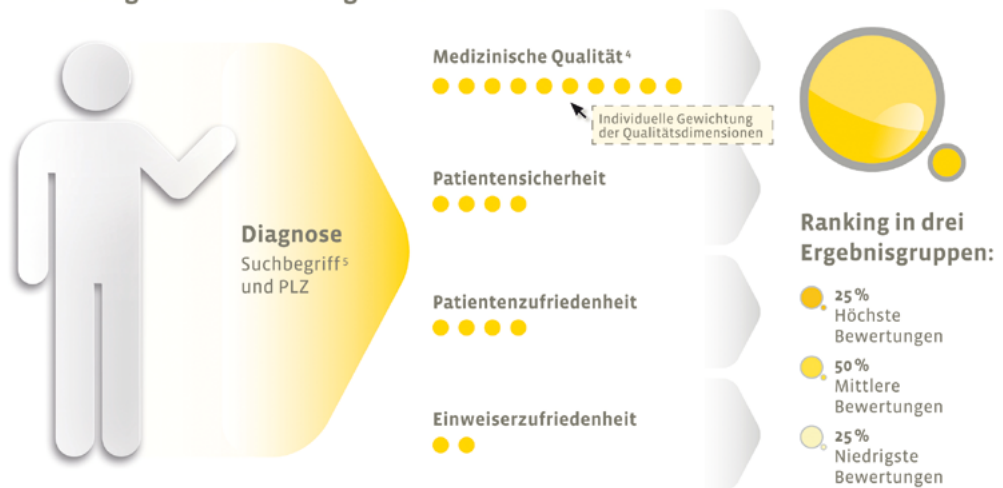 Medizinische Qualität⁴
Individuelle Gewichtung
der Qualitätsdimensionen
Patientensicherheit
Diagnose
Suchbegriff⁵
und PLZ
Patientenzufriedenheit
Einweiserzufriedenheit
Ranking in drei
Ergebnisgruppen:
25%
Höchste
Bewertungen
50%
Mittlere
Bewertungen
25%
Niedrigste
Bewertungen